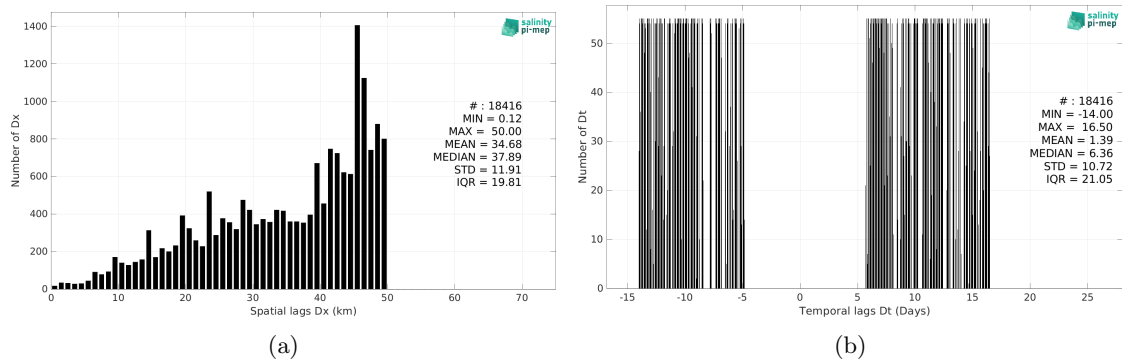 1400
1200
1000
800
600
400
200
0
Number of Dx
0 10 20 30 40 50 60 70
Spatial lags Dx (km)
salinity
pi-mep
# : 18416
MIN = 0.12
MAX = 50.00
MEAN = 34.68
MEDIAN = 37.89
STD = 11.91
IQR = 19.81
(a)
50
40
30
20
10
0
Number of Dt
-15 -10 -5 0 5 10 15 20 25
Temporal lags Dt (Days)
salinity
pi-mep
# : 18416
MIN = -14.00
MAX = 16.50
MEAN = 1.39
MEDIAN = 6.36
STD = 10.72
IQR = 21.05
(b)